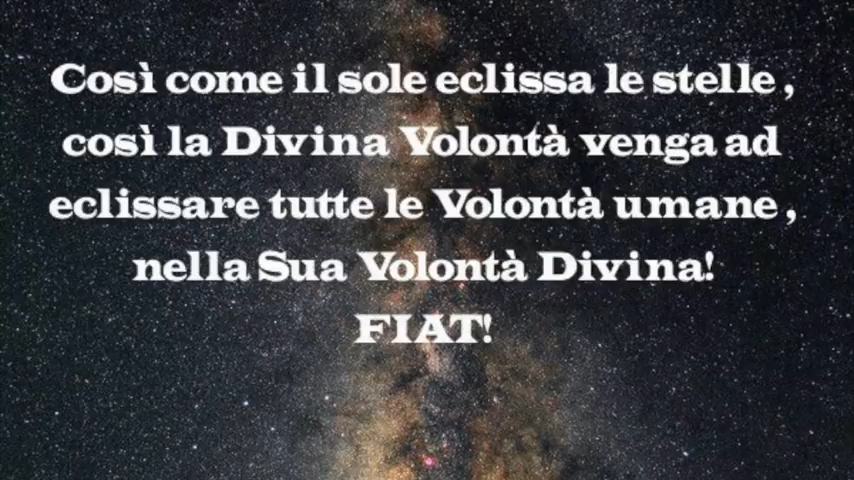 Così come il sole eclissa le stelle,
così la Divina Volontà venga ad
eclissare tutte le Volontà umane,
nella Sua Volontà Divina!
FIAT!